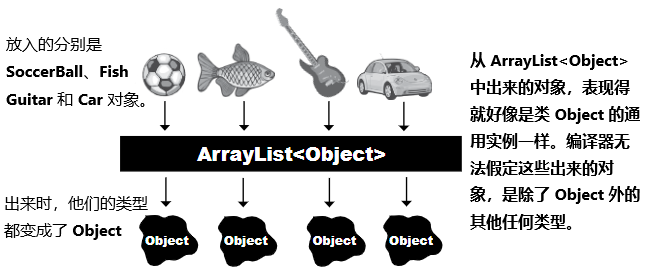 放入的分别是
SoccerBall、Fish
Guitar 和 Car 对象。
ArrayList<Object>
出来时，他们的类型
都变成了 Object
Object
Object
Object
Object
从 ArrayList<Object>
中出来的对象，表现得
就好像是类 Object 的通
用实例一样。编译器无
法假定这些出来的对
象，是除了 Object 外的
其他任何类型。